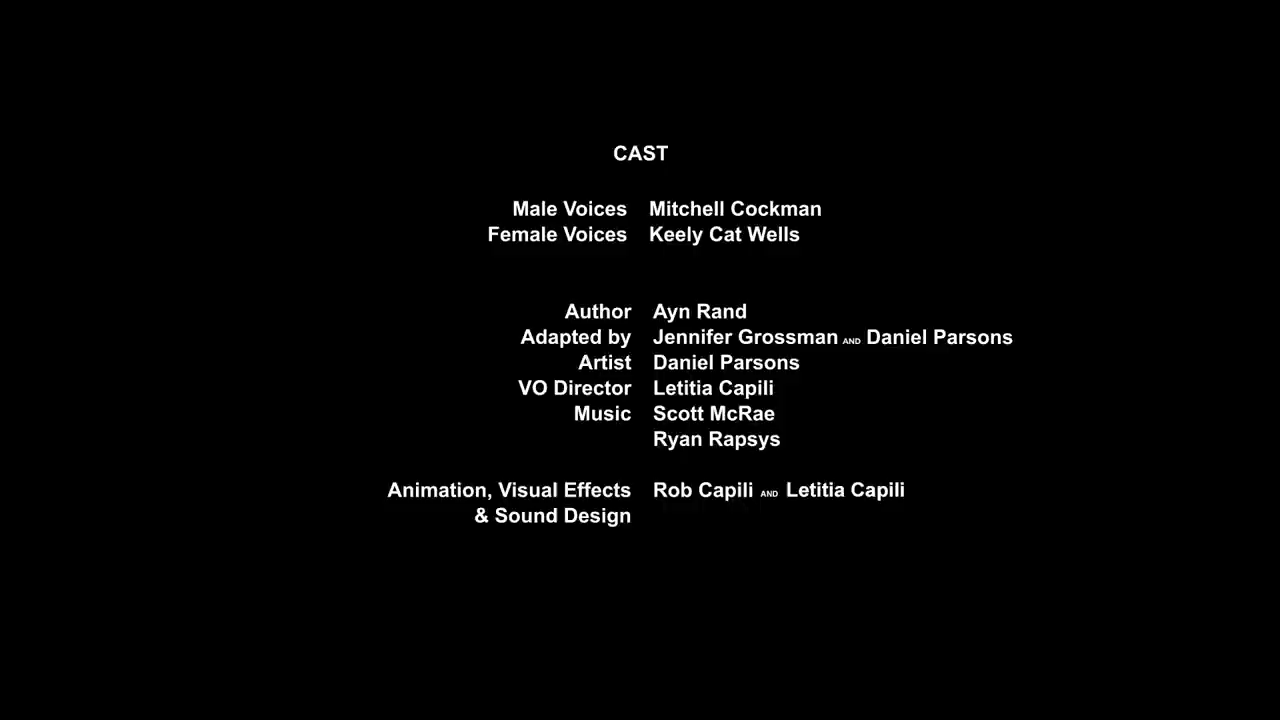 CAST
Male Voices Mitchell Cockman
Female Voices Keely Cat Wells
Author Ayn Rand
Adapted by Jennifer Grossman AND Daniel Parsons
Artist Daniel Parsons
VO Director Letitia Capili
Music Scott McRae
Ryan Rapsys
Animation, Visual Effects Rob Capili AND Letitia Capili
& Sound Design